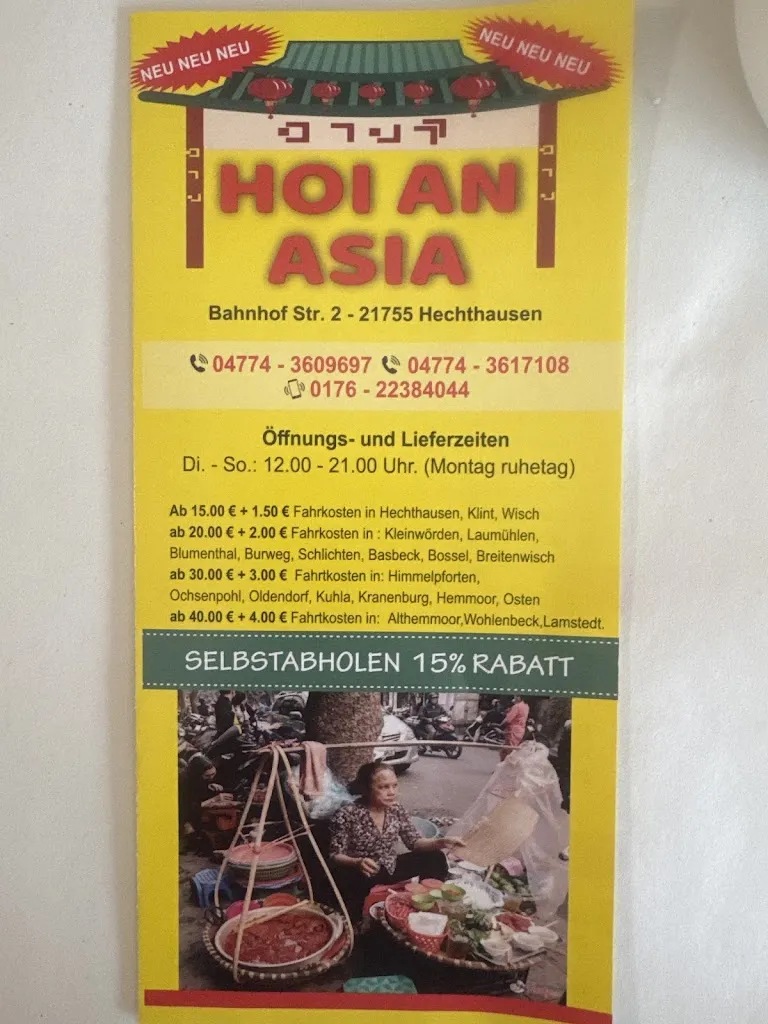 NEU NEU NEU
NEU NEU NEU
HOI AN
ASIA
Bahnhof Str. 2 - 21755 Hechthausen
04774 - 3609697 04774 - 3617108
0176 - 22384044
Öffnungs- und Lieferzeiten
Di. - So.: 12.00 - 21.00 Uhr. (Montag ruhetag)
Ab 15.00 € + 1.50 € Fahrkosten in Hechthausen, Klint, Wisch
ab 20.00 € + 2.00 € Fahrkosten in : Kleinwörden, Laumühlen,
Blumenthal, Burweg, Schlichten, Basbeck, Bossel, Breitenwisch
ab 30.00 € + 3.00 € Fahrtkosten in: Himmelpforten,
Ochsenpohl, Oldendorf, Kuhla, Kranenburg, Hemmoor, Osten
ab 40.00 € + 4.00 € Fahrtkosten in: Althemmoor,Wohlenbeck,Lamstedt.
SELBSTABHOLEN 15% RABATT